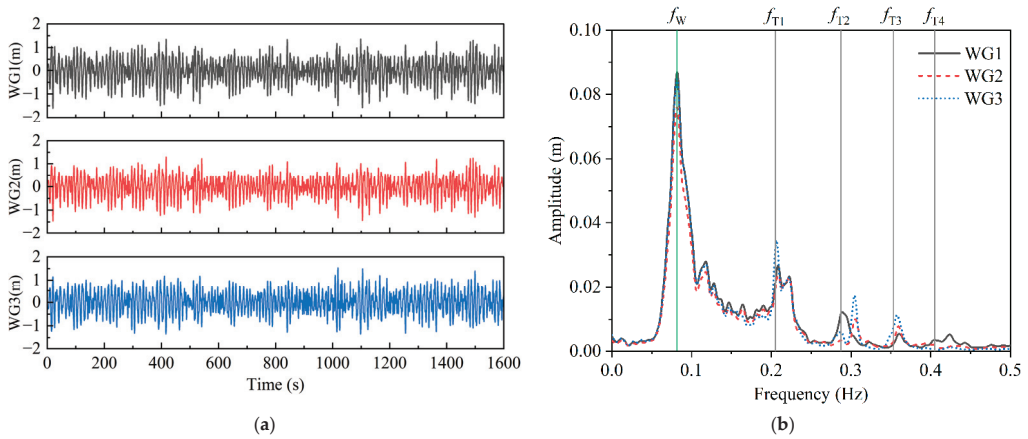 2
1
0
−1
−2
WG1(m)
2
1
0
−1
−2
WG2(m)
2
1
0
−1
−2
WG3(m)
0 200 400 600 800 1000 1200 1400 1600
Time (s)
(a)
fW fT1 fT2 fT3 fT4
WG1
WG2
WG3
0.10
0.08
0.06
0.04
0.02
0.00
Amplitude (m)
0.0 0.1 0.2 0.3 0.4 0.5
Frequency (Hz)
(b)